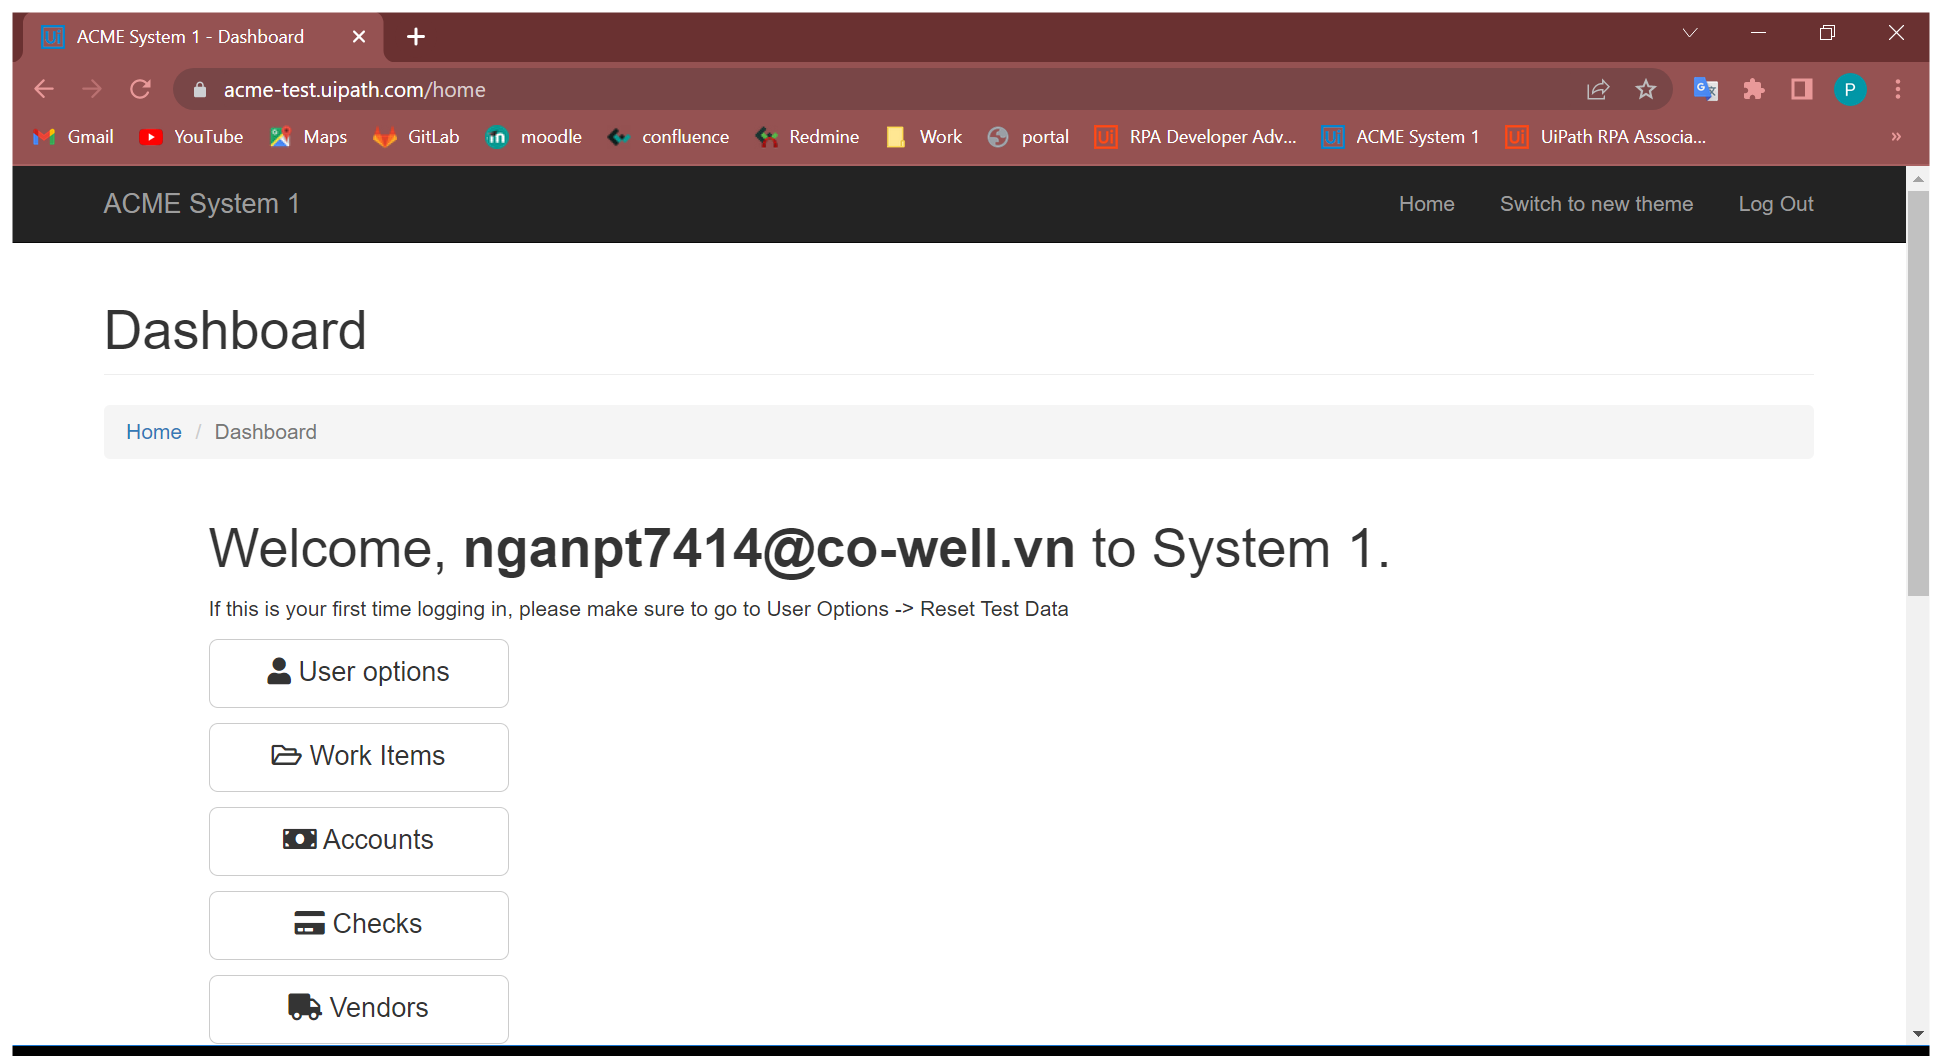 ACME System 1 - Dashboard
acme-test.uipath.com/home
Gmail YouTube Maps GitLab moodle confluence Redmine Work portal RPA Developer Adv... ACME System 1 UiPath RPA Associa... »
ACME System 1 Home Switch to new theme Log Out
Dashboard
Home / Dashboard
Welcome, nganpt7414@co-well.vn to System 1.
If this is your first time logging in, please make sure to go to User Options -> Reset Test Data
User options
Work Items
Accounts
Checks
Vendors